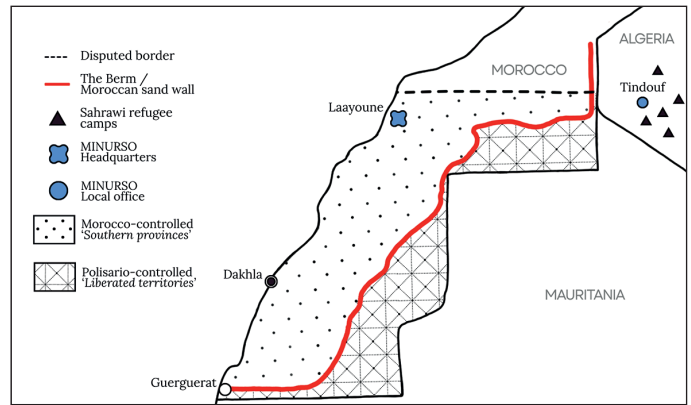 Disputed border
The Berm /
Moroccan sand wall
Sahrawi refugee
camps
MINURSO
Headquarters
MINURSO
Local office
Morocco-controlled
'Southern provinces'
Polisario-controlled
'Liberated territories'
ALGERIA
MOROCCO
Tindouf
Laayoune
Dakhla
MAURITANIA
Guerguerat